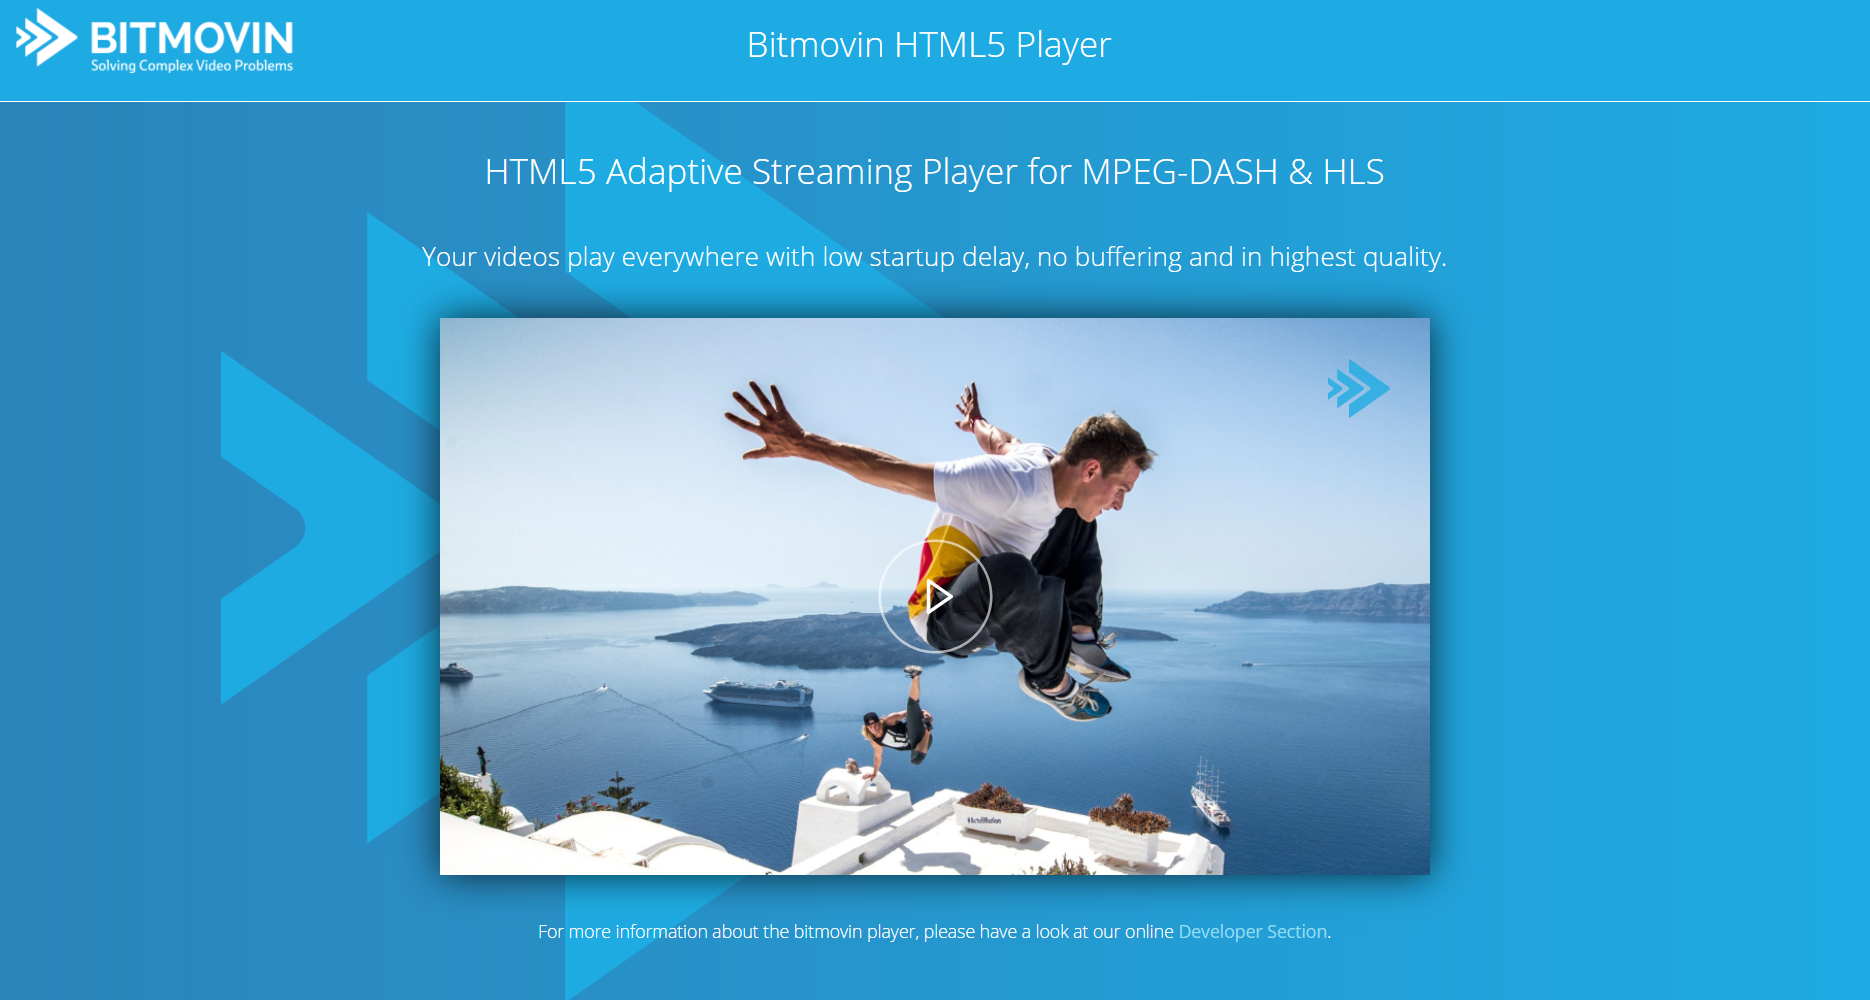 BITMOVIN
Solving Complex Video Problems
Bitmovin HTML5 Player
HTML5 Adaptive Streaming Player for MPEG-DASH & HLS
Your videos play everywhere with low startup delay, no buffering and in highest quality.
#ArtofMotion
For more information about the bitmovin player, please have a look at our online Developer Section.